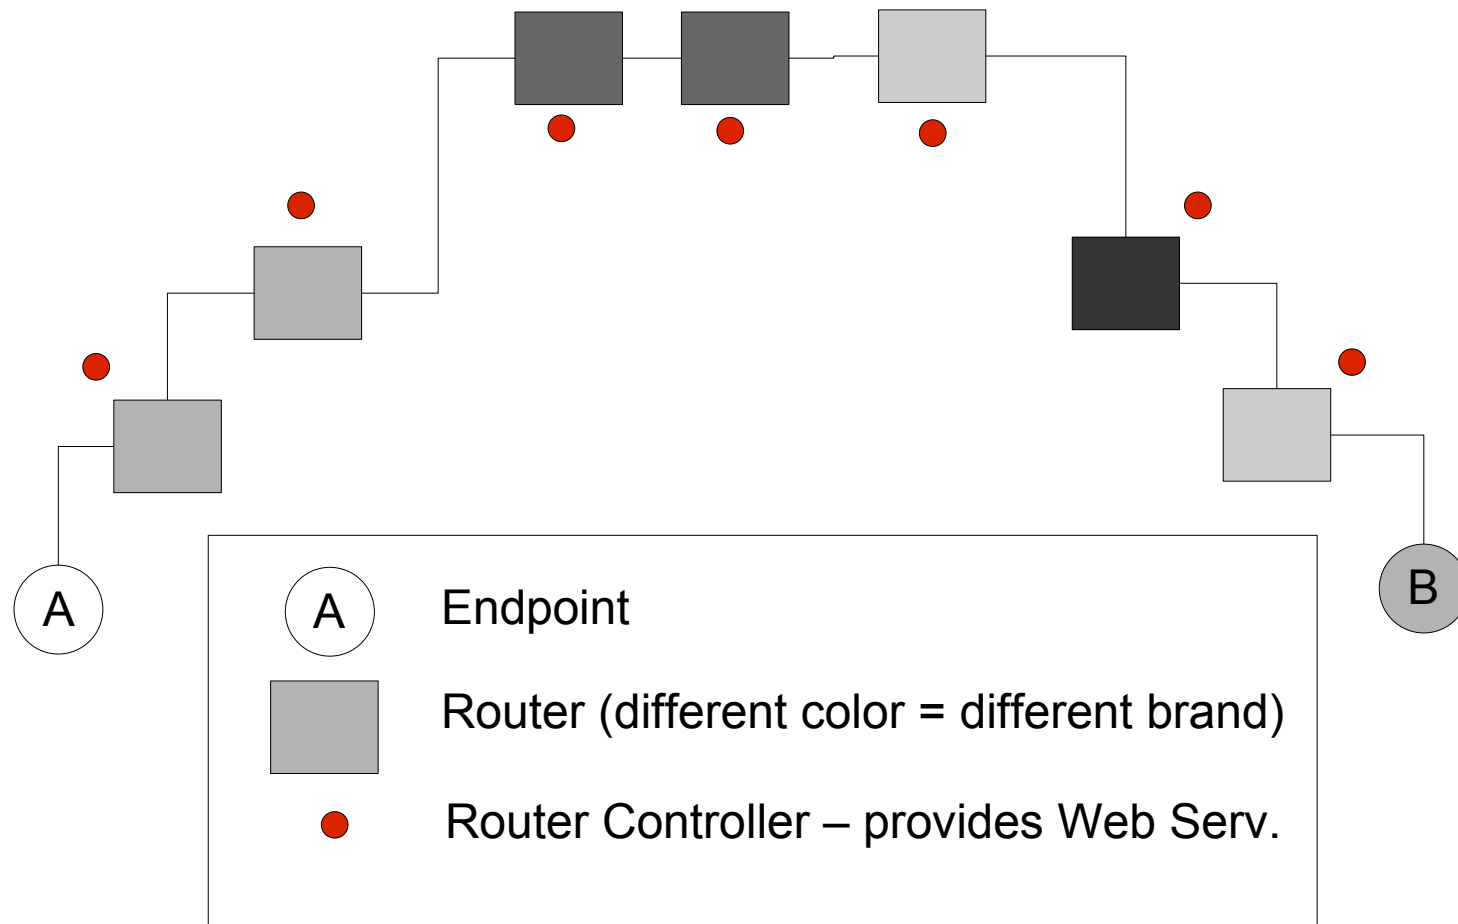 A
B
A
Endpoint
Router (different color = different brand)
Router Controller – provides Web Serv.